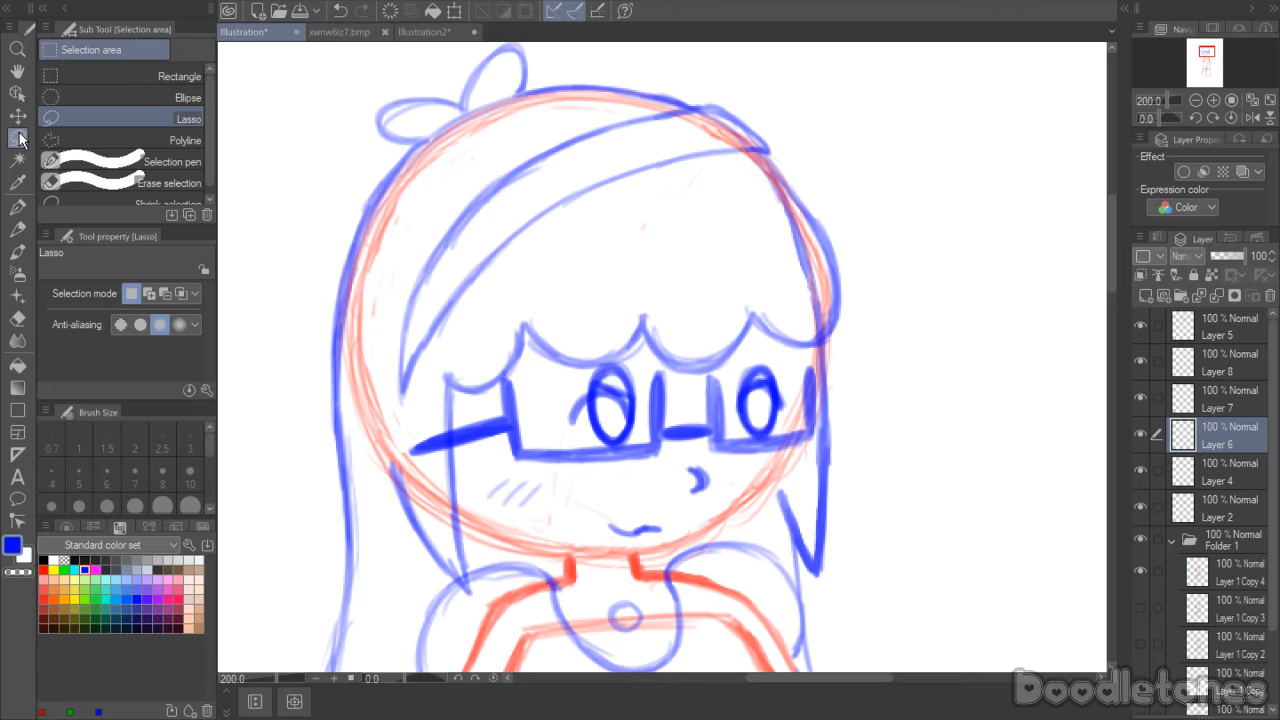 Sub Tool [Selection area]
Illustration*
xwnw6iz7.bmp
Illustration2*
Selection area
Rectangle
Ellipse
Lasso
Polyline
Selection pen
Erase selection
Tool property [Lasso]
Lasso
Selection mode
Anti-aliasing
Brush Size
0.7 1 1.5 2 2.5 3
4 5 6 7 8 10
Standard color set
200.0
0.0
200.0
0.0
Layer Proper
Effect
Expression color
Color
Layer
100
100 % Normal
Layer 5
100 % Normal
Layer 8
100 % Normal
Layer 7
100 % Normal
Layer 6
100 % Normal
Layer 4
100 % Normal
Layer 2
100 % Normal
Folder 1
100 % Normal
Layer 1 Copy 4
100 % Normal
Layer 1 Copy 3
100 % Normal
Layer 1 Copy 2
100 % Normal
100 % Normal
Doodletones